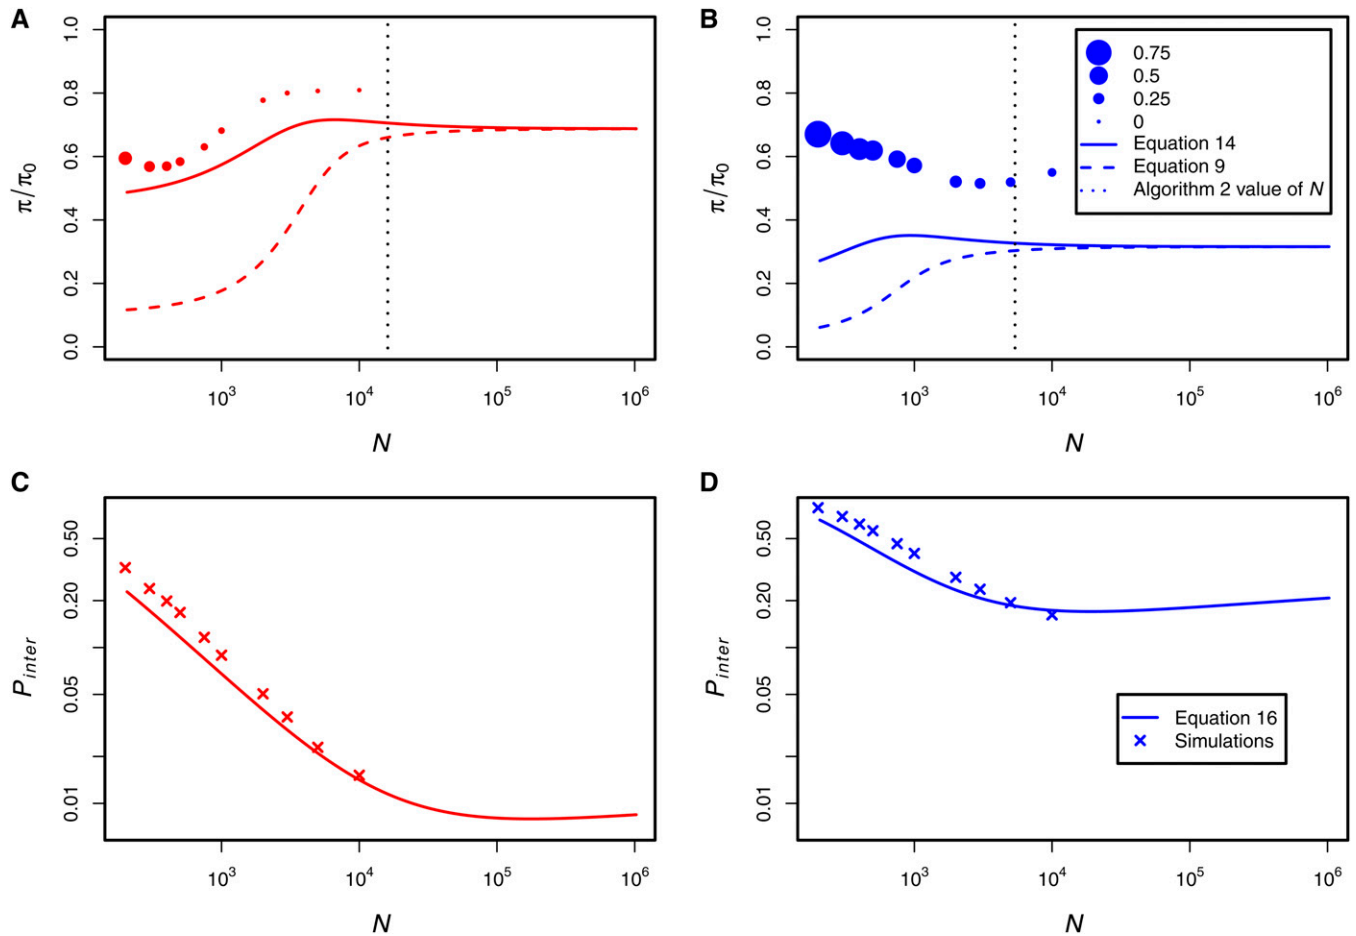 A
π/π0
1.0
0.8
0.6
0.4
0.2
0.0
10^3 10^4 10^5 10^6
N
B
π/π0
1.0
0.8
0.6
0.4
0.2
0.0
0.75
0.5
0.25
0
Equation 14
Equation 9
Algorithm 2 value of N
10^3 10^4 10^5 10^6
N
C
Pinter
0.50
0.20
0.05
0.01
10^3 10^4 10^5 10^6
N
D
Pinter
0.50
0.20
0.05
0.01
Equation 16
Simulations
10^3 10^4 10^5 10^6
N